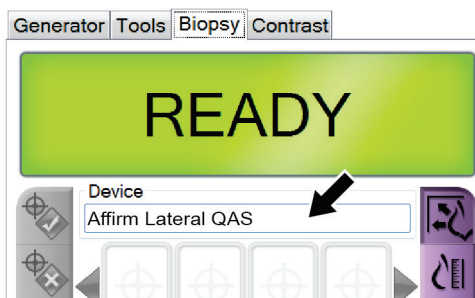 Generator Tools Biopsy Contrast
READY
Device
Affirm Lateral QAS